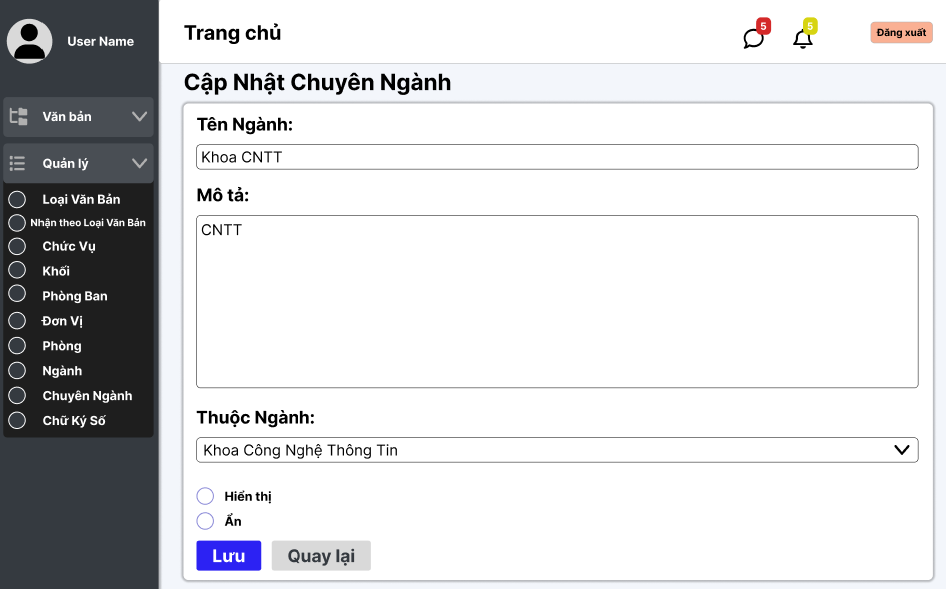 User Name
Trang chủ
5
5
Đăng xuất
Văn bản
Quản lý
Loại Văn Bản
Nhận theo Loại Văn Bản
Chức Vụ
Khối
Phòng Ban
Đơn Vị
Phòng
Ngành
Chuyên Ngành
Chữ Ký Số
Cập Nhật Chuyên Ngành
Tên Ngành:
Khoa CNTT
Mô tả:
CNTT
Thuộc Ngành:
Khoa Công Nghệ Thông Tin
Hiển thị
Ẩn
Lưu
Quay lại